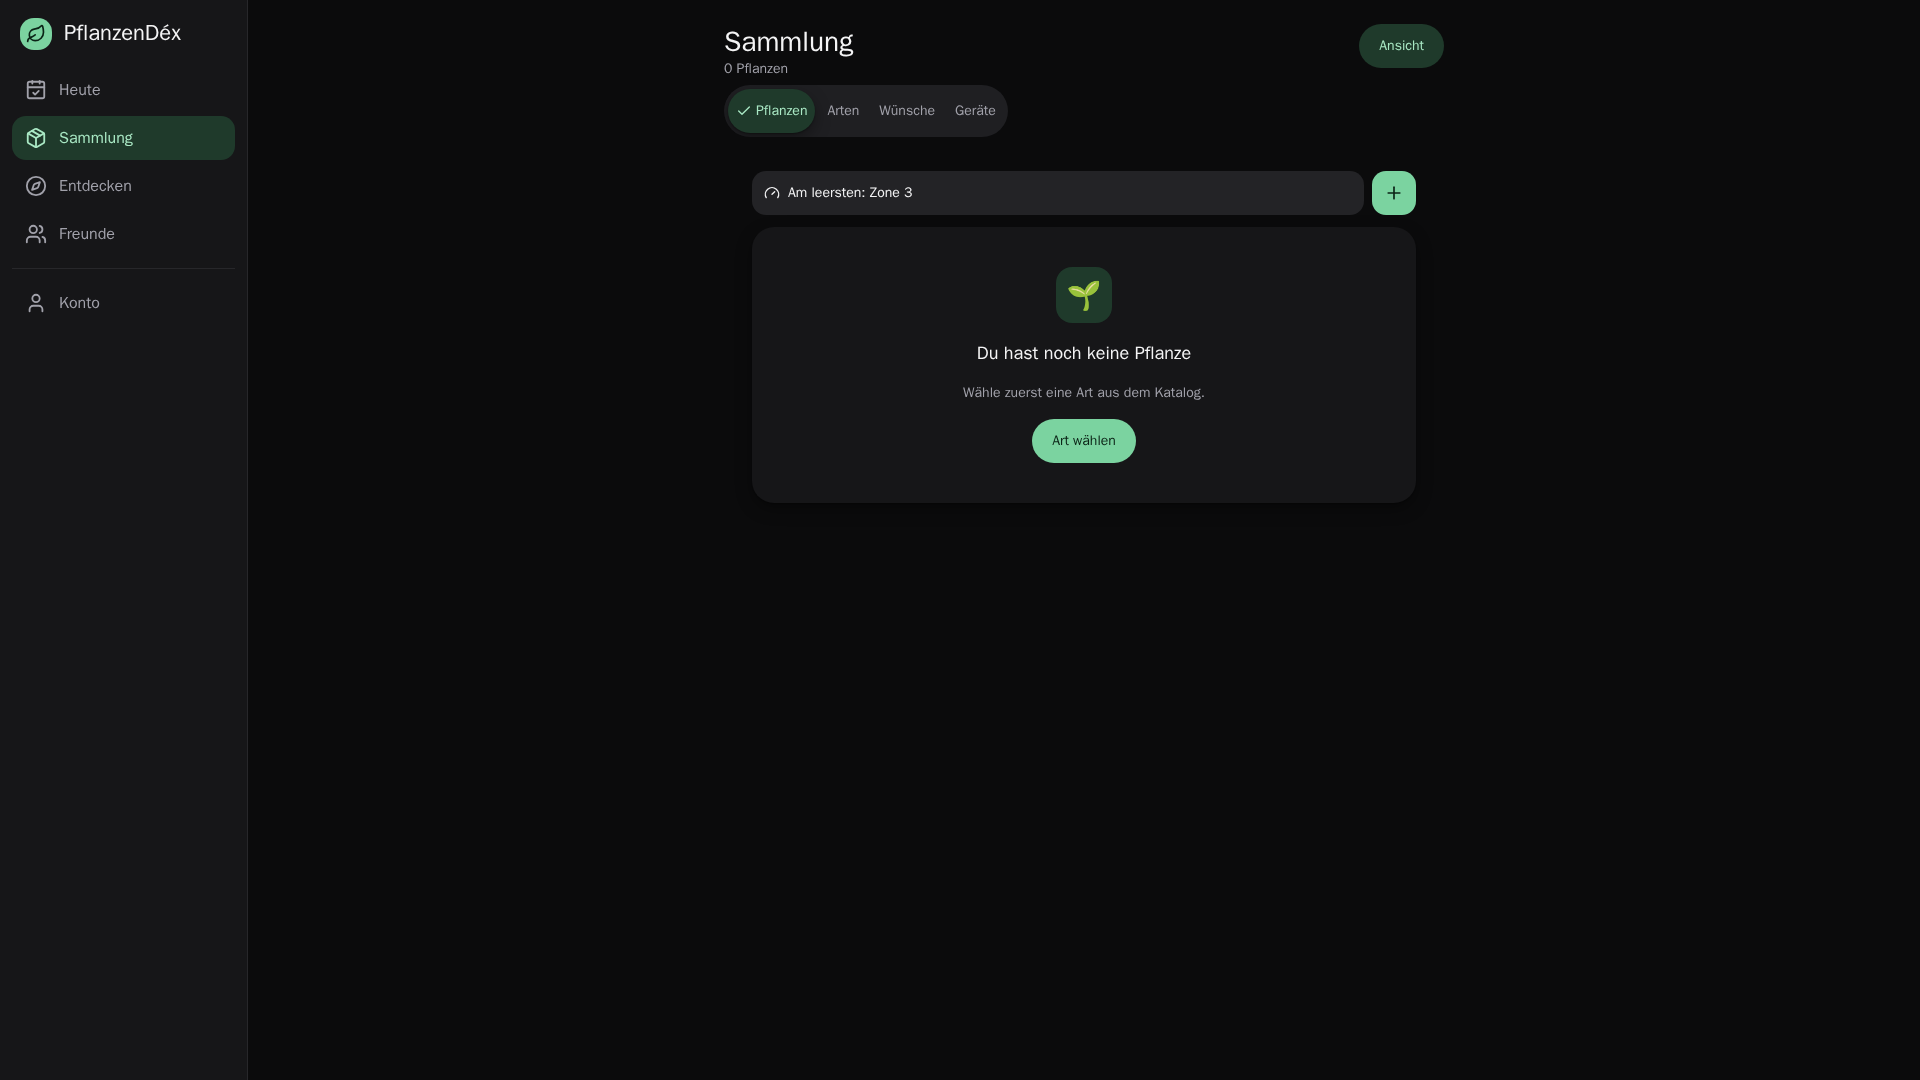 PflanzenDéx
Heute
Sammlung
Entdecken
Freunde
Konto
Sammlung
0 Pflanzen
Ansicht
Pflanzen Arten Wünsche Geräte
Am leersten: Zone 3
Du hast noch keine Pflanze
Wähle zuerst eine Art aus dem Katalog.
Art wählen